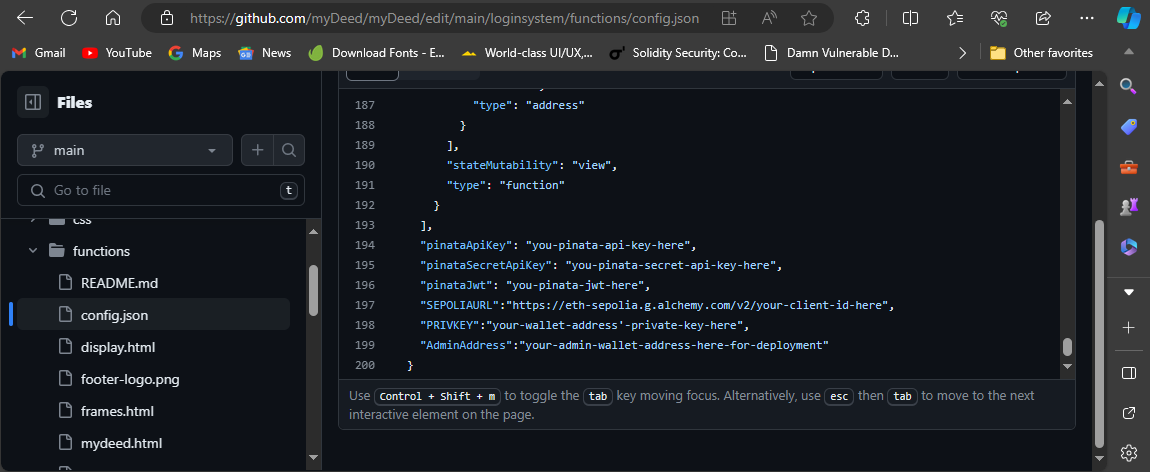 https://github.com/myDeed/myDeed/edit/main/loginsystem/functions/config.json
Gmail YouTube Maps News Download Fonts - E... World-class UI/UX,... Solidity Security: Co... Damn Vulnerable D... Other favorites
Files
main
Go to file t
css
functions
README.md
config.json
display.html
footer-logo.png
frames.html
mydeed.html
187 "type": "address"
188 }
189 ],
190 "stateMutability": "view",
191 "type": "function"
192 }
193 ],
194 "pinataApiKey": "you-pinata-api-key-here",
195 "pinataSecretApiKey": "you-pinata-secret-api-key-here",
196 "pinataJwt": "you-pinata-jwt-here",
197 "SEPOLIAURL":"https://eth-sepolia.g.alchemy.com/v2/your-client-id-here",
198 "PRIVKEY":"your-wallet-address'-private-key-here",
199 "AdminAddress":"your-admin-wallet-address-here-for-deployment"
200 }
Use Control + Shift + m to toggle the tab key moving focus. Alternatively, use esc then tab to move to the next
interactive element on the page.